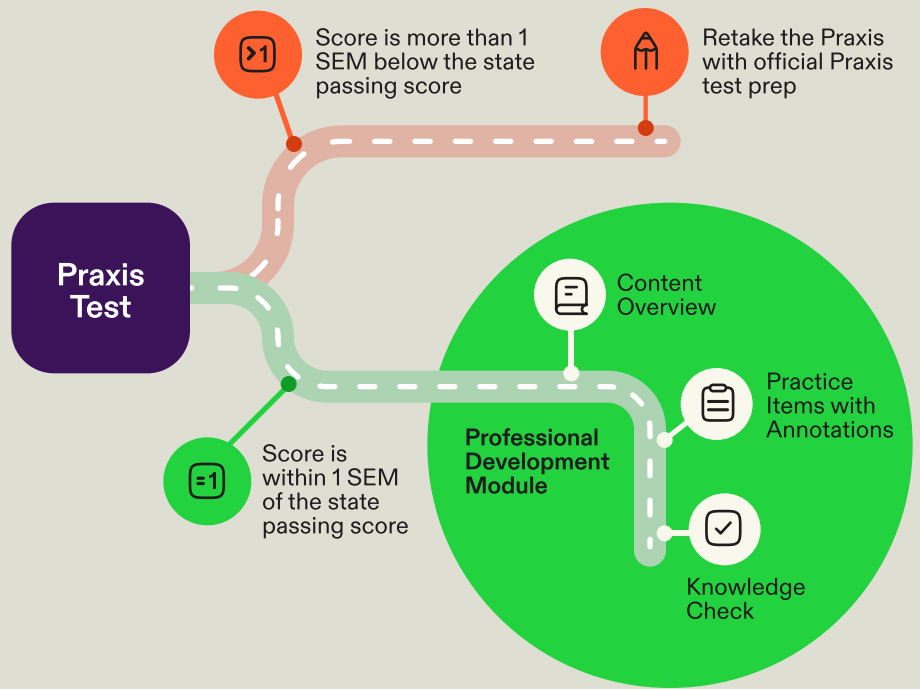 >1
Score is more than 1
SEM below the state
passing score
Retake the Praxis
with official Praxis
test prep
Praxis
Test
Content
Overview
Practice
Items with
Annotations
Professional
Development
Module
=1
Score is
within 1 SEM
of the state
passing score
Knowledge
Check